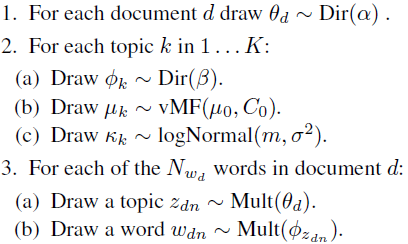 1. For each document d draw θ_d ∼ Dir(α) .
2. For each topic k in 1 . . . K:
(a) Draw ϕ_k ∼ Dir(β).
(b) Draw μ_k ∼ vMF(μ_0, C_0).
(c) Draw κ_k ∼ logNormal(m, σ²).
3. For each of the N_{w_d} words in document d:
(a) Draw a topic z_{dn} ∼ Mult(θ_d).
(b) Draw a word w_{dn} ∼ Mult(ϕ_{z_{dn}}).